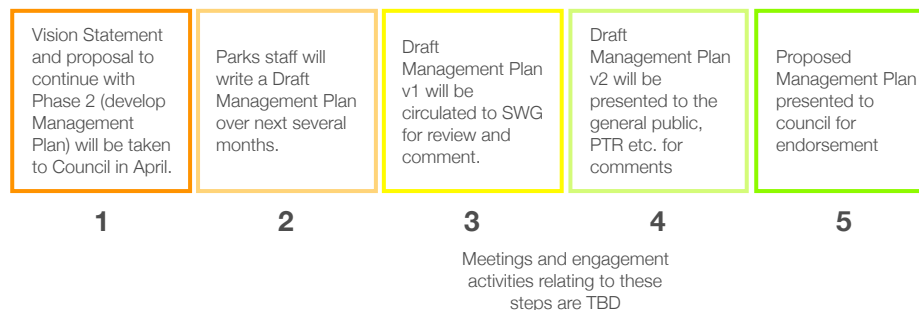 Vision Statement
and proposal to
continue with
Phase 2 (develop
Management
Plan) will be taken
to Council in April.
Parks staff will
write a Draft
Management Plan
over next several
months.
Draft
Management Plan
v1 will be
circulated to SWG
for review and
comment.
Draft
Management Plan
v2 will be
presented to the
general public,
PTR etc. for
comments
Proposed
Management Plan
presented to
council for
endorsement
1
2
3
4
5
Meetings and engagement
activities relating to these
steps are TBD